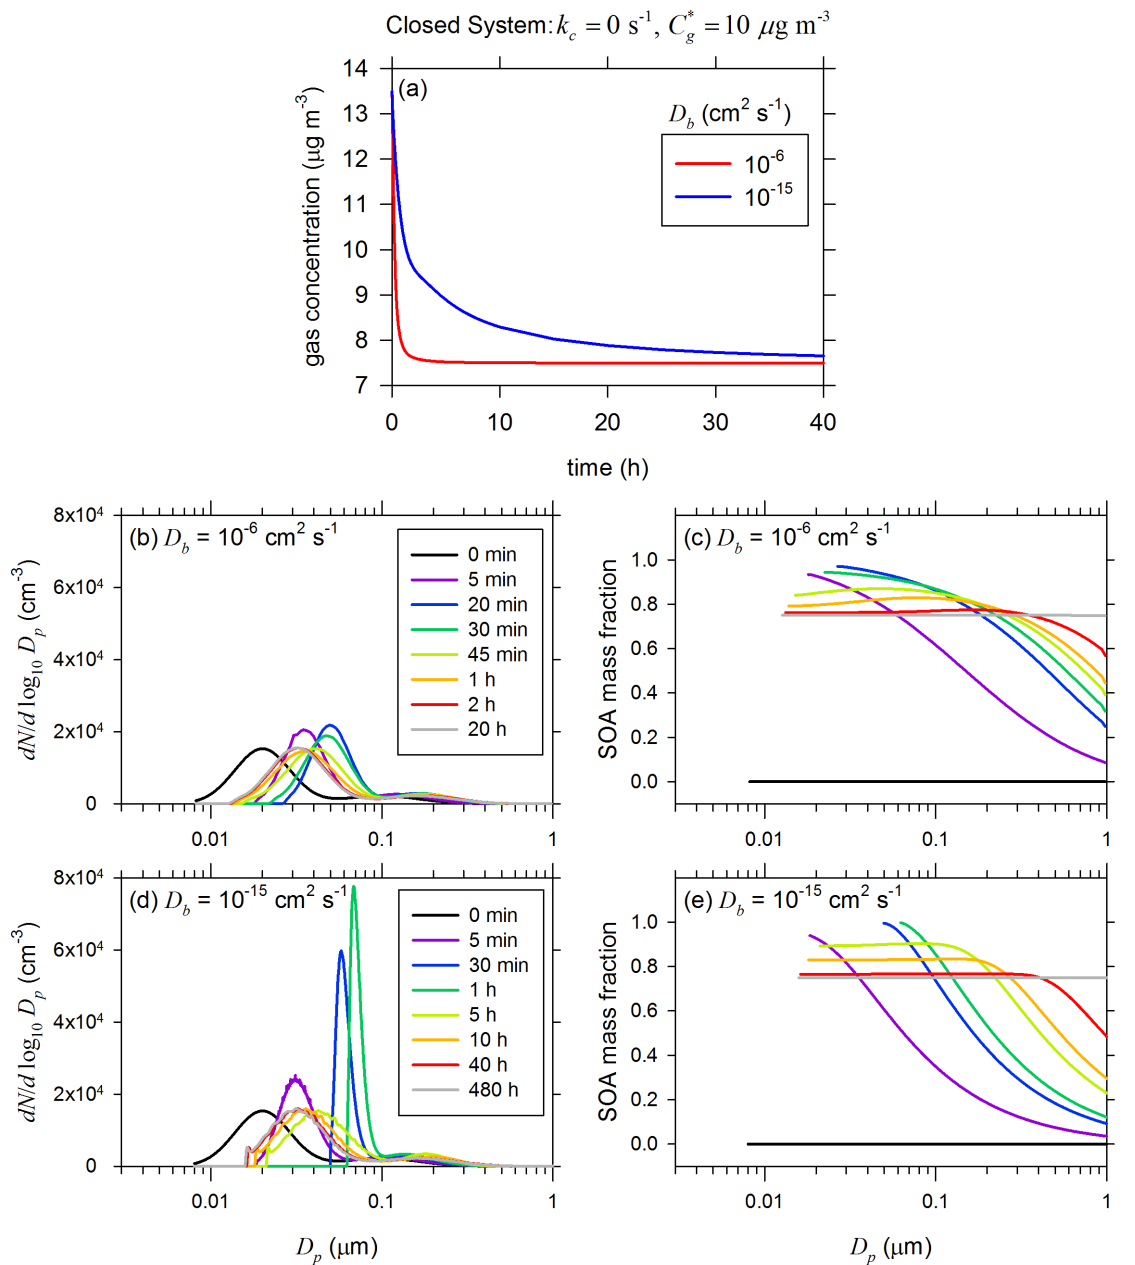 Closed System: k_c = 0 s⁻¹, C_g* = 10 μg m⁻³
(a)
gas concentration (μg m⁻³)
14
13
12
11
10
9
8
7
D_b (cm² s⁻¹)
10⁻⁶
10⁻¹⁵
0 10 20 30 40
time (h)
(b) D_b = 10⁻⁶ cm² s⁻¹
dN/d log₁₀ D_p (cm⁻³)
8x10⁴
6x10⁴
4x10⁴
2x10⁴
0
0 min
5 min
20 min
30 min
45 min
1 h
2 h
20 h
0.01 0.1 1
(c) D_b = 10⁻⁶ cm² s⁻¹
SOA mass fraction
1.0
0.8
0.6
0.4
0.2
0.0
0.01 0.1 1
(d) D_b = 10⁻¹⁵ cm² s⁻¹
dN/d log₁₀ D_p (cm⁻³)
8x10⁴
6x10⁴
4x10⁴
2x10⁴
0
0 min
5 min
30 min
1 h
5 h
10 h
40 h
480 h
0.01 0.1 1
D_p (μm)
(e) D_b = 10⁻¹⁵ cm² s⁻¹
SOA mass fraction
1.0
0.8
0.6
0.4
0.2
0.0
0.01 0.1 1
D_p (μm)